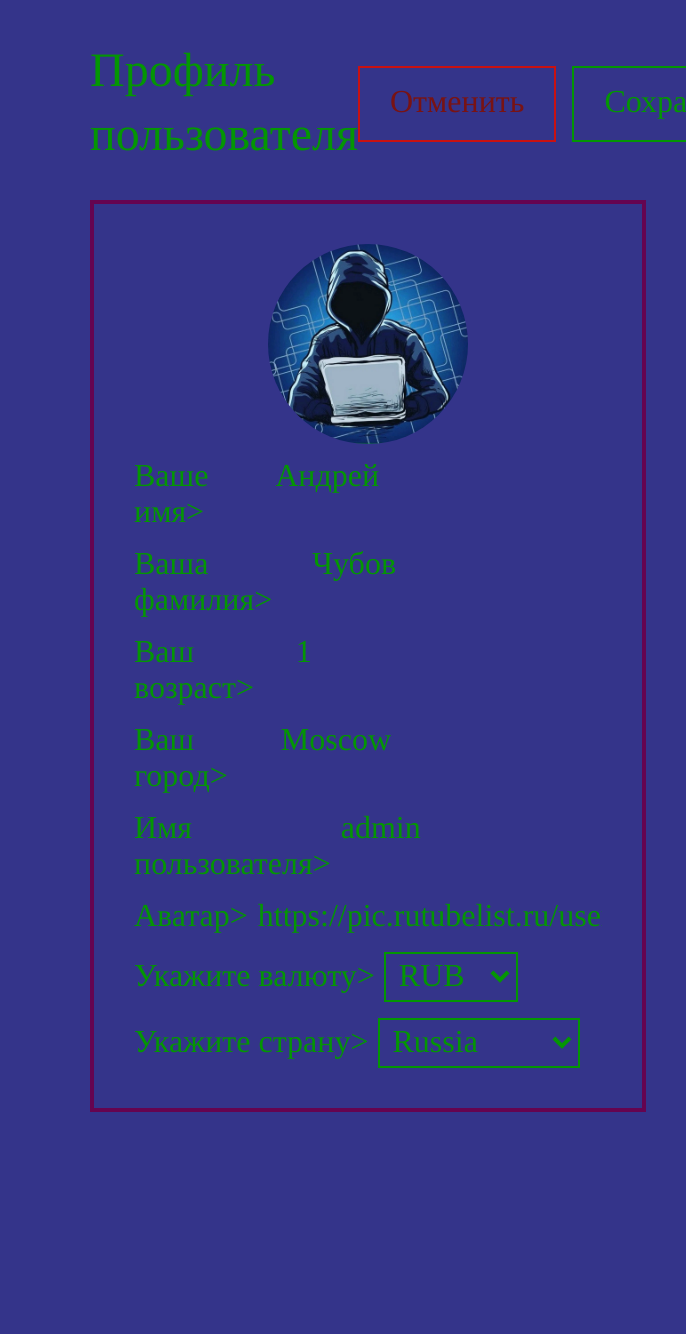 Профиль
пользователя
Отменить
Сохра
Ваше Андрей
имя>
Ваша Чубов
фамилия>
Ваш 1
возраст>
Ваш Moscow
город>
Имя admin
пользователя>
Аватар> https://pic.rutubelist.ru/use
Укажите валюту> RUB
Укажите страну> Russia